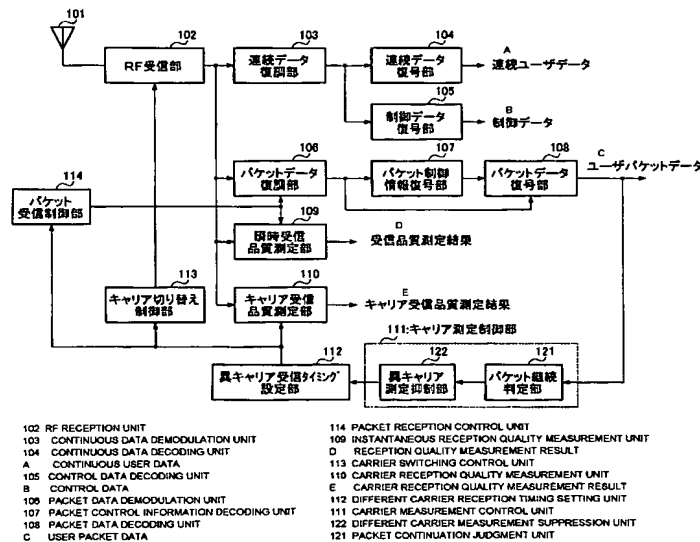 101
102
RF受信部
103
連続データ
復調部
104
連続データ
復号部
A
連続ユーザデータ
105
制御データ
復号部
B
制御データ
106
パケットデータ
復調部
107
パケット制御
情報復号部
108
パケットデータ
復号部
C
ユーザパケットデータ
114
パケット
受信制御部
109
瞬時受信
品質測定部
D
受信品質測定結果
113
キャリア切り替え
制御部
110
キャリア受信
品質測定部
E
キャリア受信品質測定結果
111:キャリア測定制御部
112
異キャリア受信タイミング
設定部
122
異キャリア
測定抑制部
121
パケット継続
判定部
102 RF RECEPTION UNIT
103 CONTINUOUS DATA DEMODULATION UNIT
104 CONTINUOUS DATA DECODING UNIT
A CONTINUOUS USER DATA
105 CONTROL DATA DECODING UNIT
B CONTROL DATA
106 PACKET DATA DEMODULATION UNIT
107 PACKET CONTROL INFORMATION DECODING UNIT
108 PACKET DATA DECODING UNIT
C USER PACKET DATA
114 PACKET RECEPTION CONTROL UNIT
109 INSTANTANEOUS RECEPTION QUALITY MEASUREMENT UNIT
D RECEPTION QUALITY MEASUREMENT RESULT
113 CARRIER SWITCHING CONTROL UNIT
110 CARRIER RECEPTION QUALITY MEASUREMENT UNIT
E CARRIER RECEPTION QUALITY MEASUREMENT RESULT
112 DIFFERENT CARRIER RECEPTION TIMING SETTING UNIT
111 CARRIER MEASUREMENT CONTROL UNIT
122 DIFFERENT CARRIER MEASUREMENT SUPPRESSION UNIT
121 PACKET CONTINUATION JUDGMENT UNIT